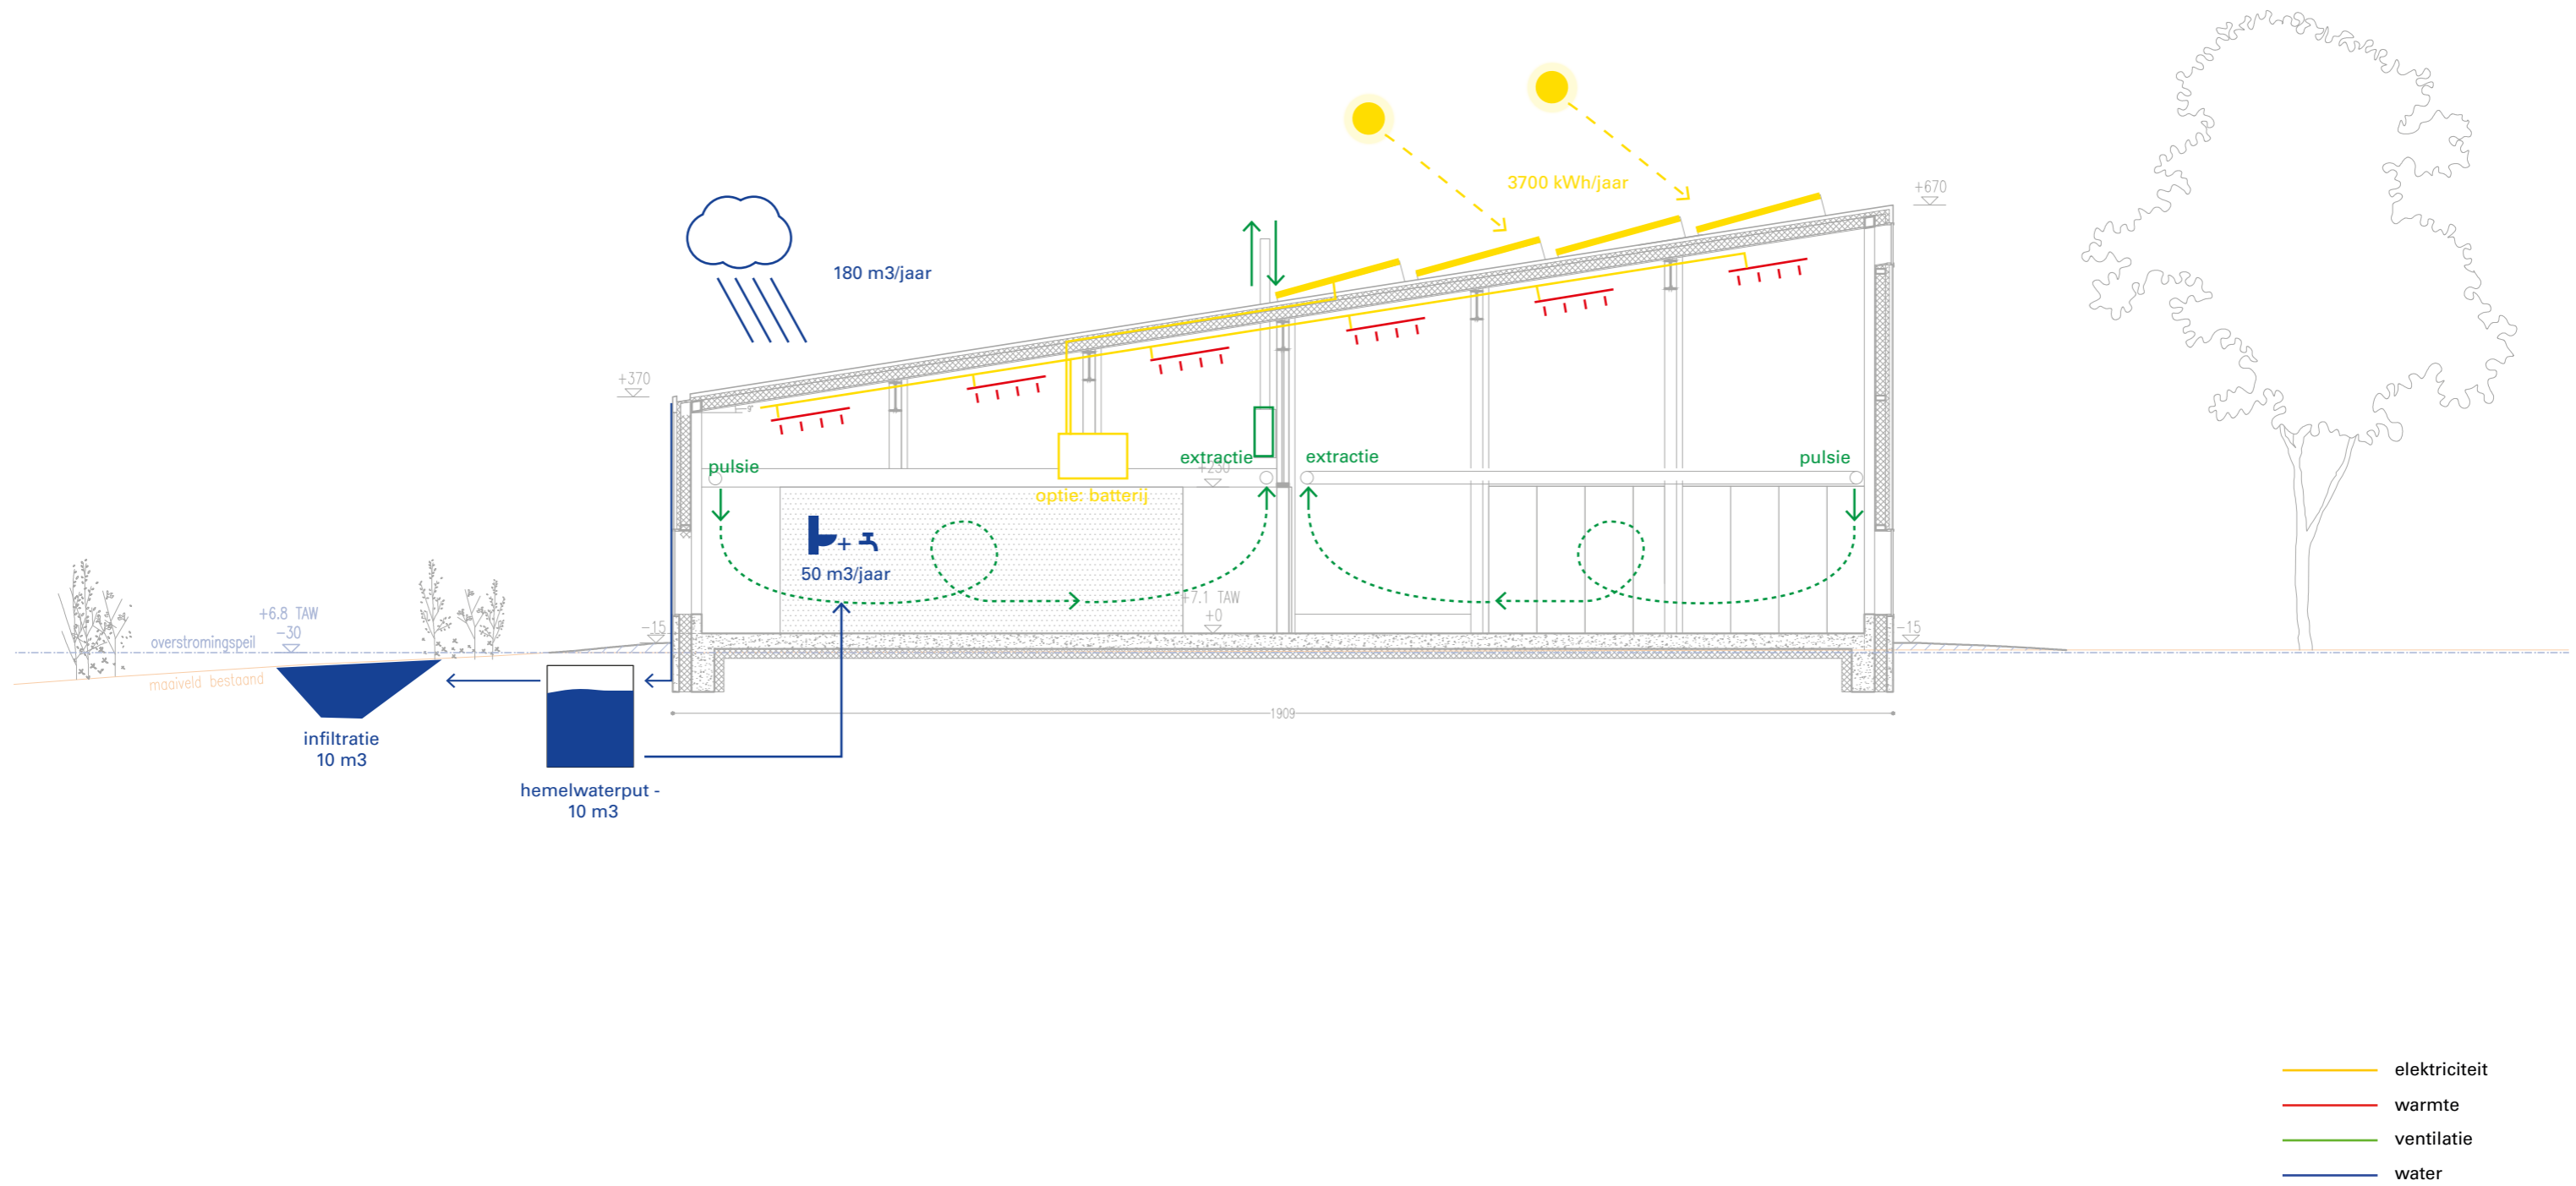 3700 kWh/jaar
+670
180 m3/jaar
+370
pulsie
extractie
extractie
pulsie
+230
optie: batterij
+
50 m3/jaar
+7.1 TAW
+0
+6.8 TAW
-30
overstromingspeil
-15
-15
maaiveld bestaand
1909
infiltratie
10 m3
hemelwaterput -
10 m3
elektriciteit
warmte
ventilatie
water